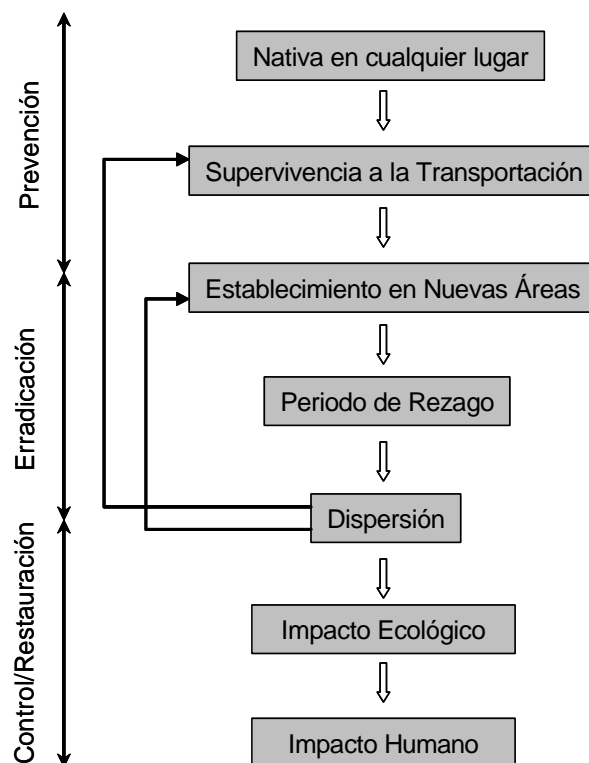 Prevención
Erradicación
Control/Restauración
Nativa en cualquier lugar
Supervivencia a la Transportación
Establecimiento en Nuevas Áreas
Periodo de Rezago
Dispersión
Impacto Ecológico
Impacto Humano